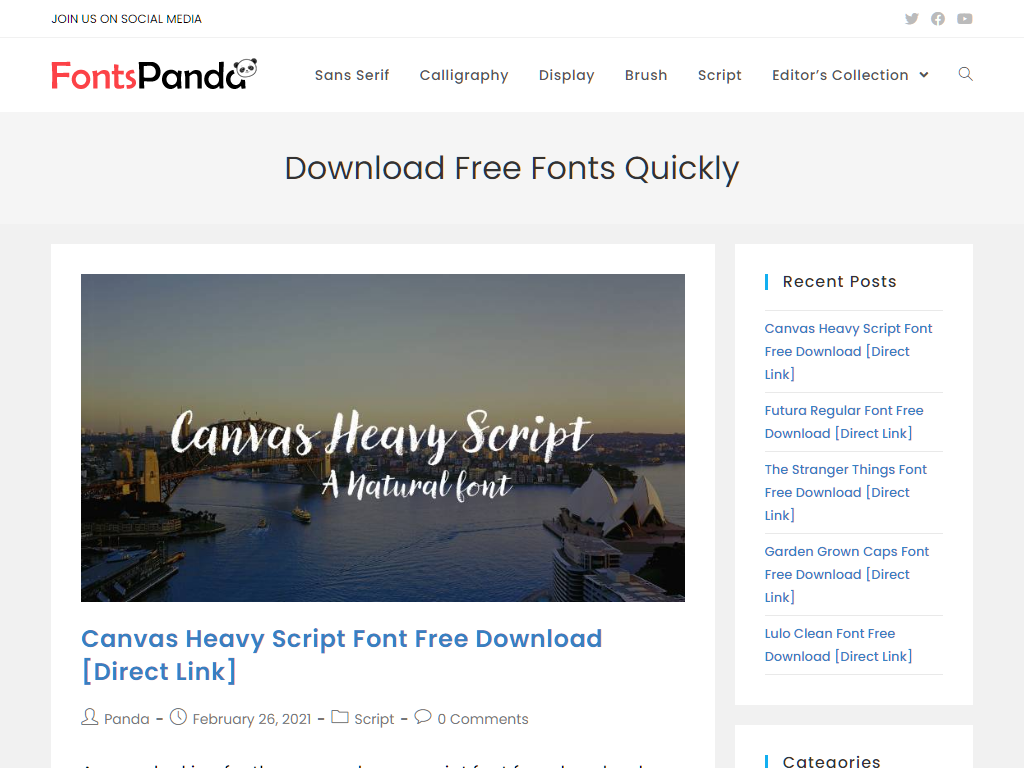 JOIN US ON SOCIAL MEDIA
FontsPanda
Sans Serif
Calligraphy
Display
Brush
Script
Editor's Collection
Download Free Fonts Quickly
Canvas Heavy Script
A Natural font
Canvas Heavy Script Font Free Download
[Direct Link]
Panda - February 26, 2021 - Script - 0 Comments
Recent Posts
Canvas Heavy Script Font
Free Download [Direct
Link]
Futura Regular Font Free
Download [Direct Link]
The Stranger Things Font
Free Download [Direct
Link]
Garden Grown Caps Font
Free Download [Direct
Link]
Lulo Clean Font Free
Download [Direct Link]
Categories